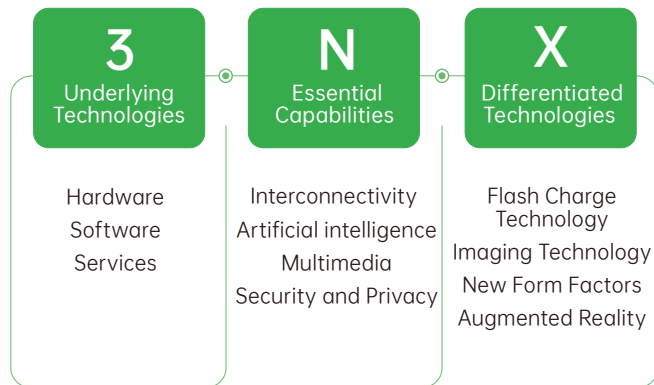 3
Underlying
Technologies
Hardware
Software
Services
N
Essential
Capabilities
Interconnectivity
Artificial intelligence
Multimedia
Security and Privacy
X
Differentiated
Technologies
Flash Charge
Technology
Imaging Technology
New Form Factors
Augmented Reality